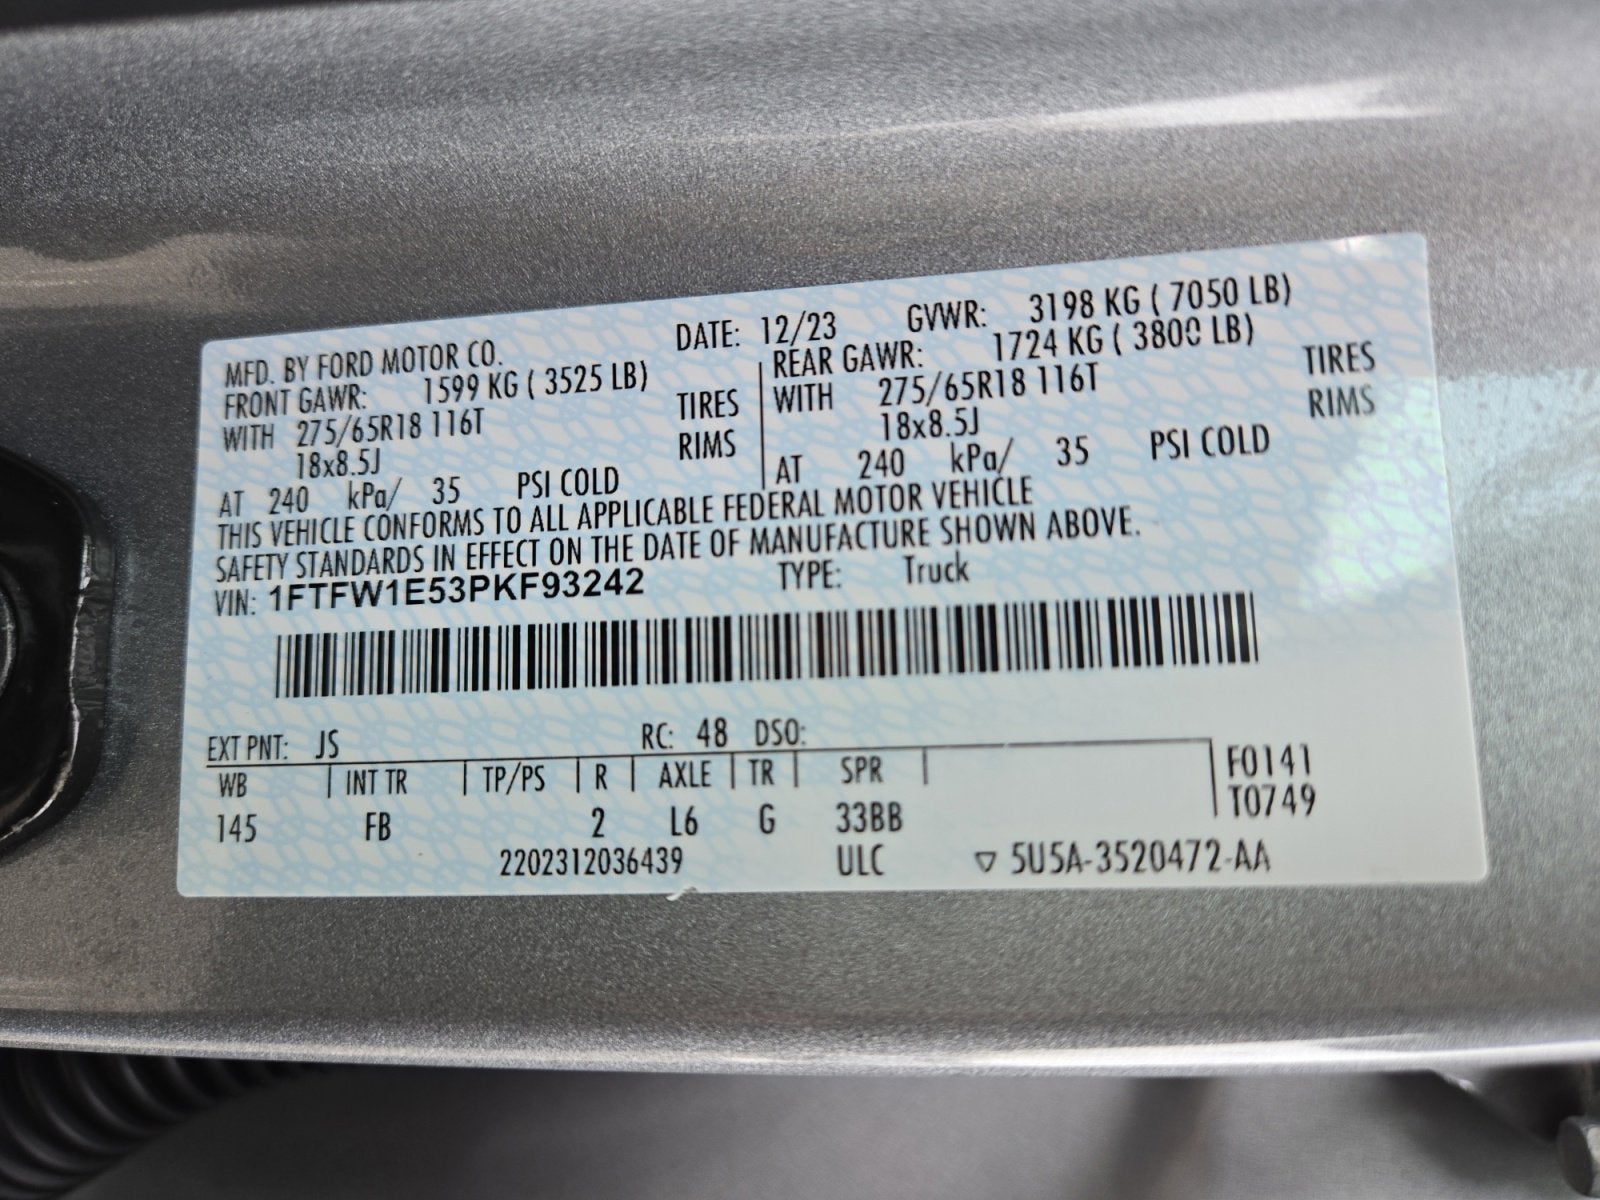 MFD. BY FORD MOTOR CO. DATE: 12/23 GVWR: 3198 KG ( 7050 LB)
FRONT GAWR: 1599 KG ( 3525 LB) REAR GAWR: 1724 KG ( 3800 LB)
WITH 275/65R18 116T TIRES WITH 275/65R18 116T TIRES
18x8.5J RIMS 18x8.5J RIMS
AT 240 kPa/ 35 PSI COLD AT 240 kPa/ 35 PSI COLD
THIS VEHICLE CONFORMS TO ALL APPLICABLE FEDERAL MOTOR VEHICLE
SAFETY STANDARDS IN EFFECT ON THE DATE OF MANUFACTURE SHOWN ABOVE.
VIN: 1FTFW1E53PKF93242 TYPE: Truck
EXT PNT: JS RC: 48 DSO:
WB INT TR TP/PS R AXLE TR SPR F0141
145 FB 2 L6 G 33BB T0749
2202312036439 ULC ▽ 5U5A-3520472-AA